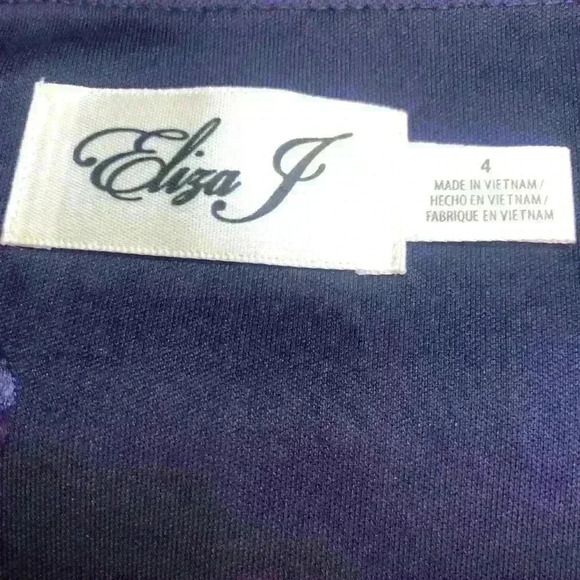 Eliza J
4
MADE IN VIETNAM/
HECHO EN VIETNAM/
FABRIQUE EN VIETNAM